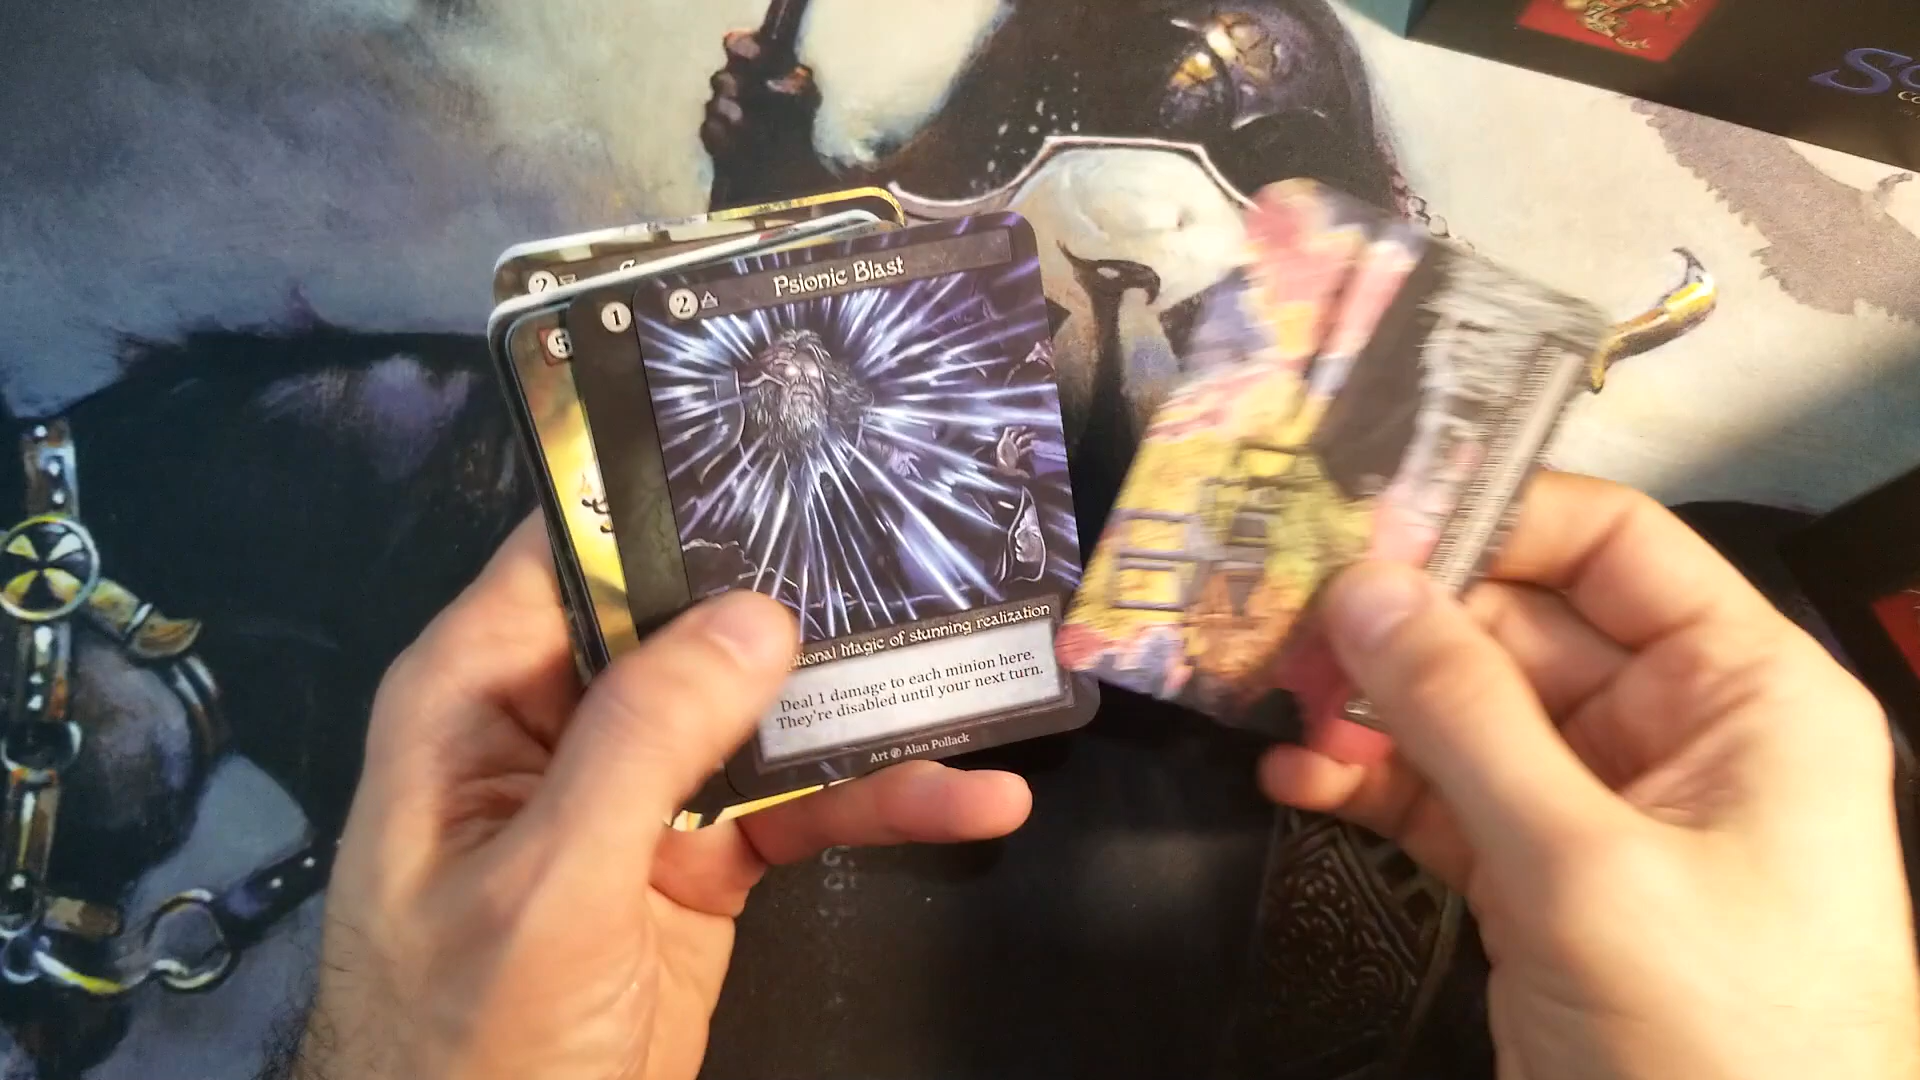 2
5
1
2
Psionic Blast
tional Magic of stunning realization
Deal 1 damage to each minion here.
They're disabled until your next turn.
Art @ Alan Pollack